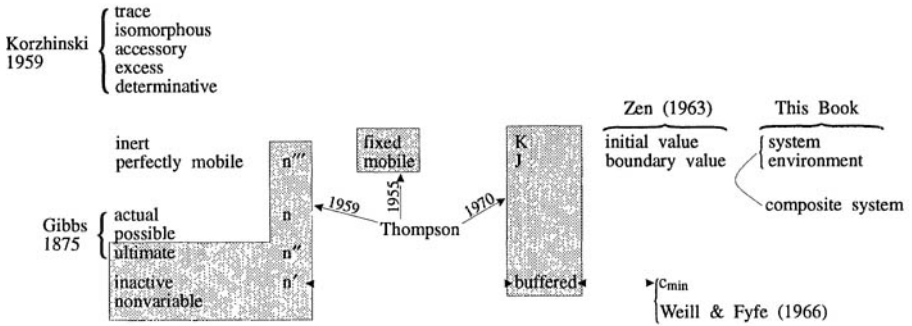 trace
isomorphous
Korzhinski accessory
1959 excess
determinative
Zen (1963) This Book
inert n''' fixed K initial value system
perfectly mobile mobile J boundary value environment
1955
1959
1970
Gibbs actual n Thompson composite system
1875 possible
ultimate n''
inactive n' buffered cmin
nonvariable Weill & Fyfe (1966)